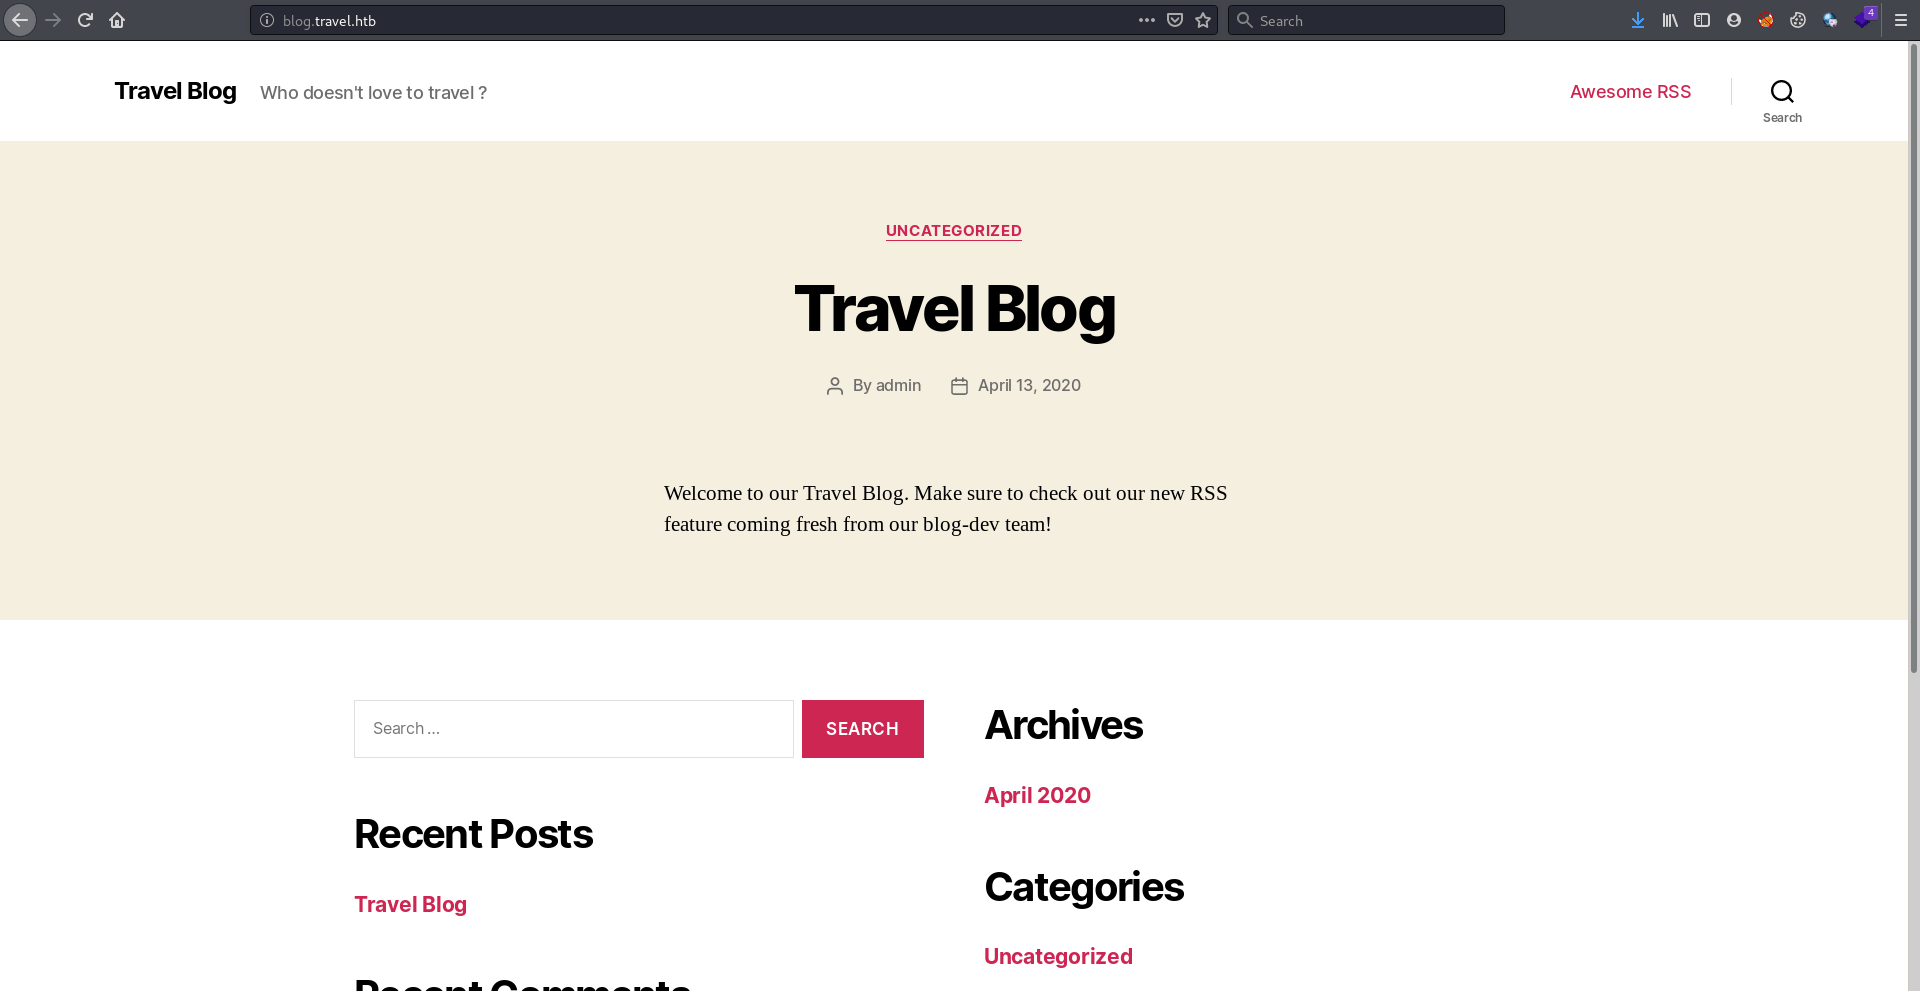 blog.travel.htb
Search
4
Travel Blog
Who doesn't love to travel ?
Awesome RSS
Search
UNCATEGORIZED
Travel Blog
By admin
April 13, 2020
Welcome to our Travel Blog. Make sure to check out our new RSS
feature coming fresh from our blog-dev team!
Search …
SEARCH
Recent Posts
Travel Blog
Recent Comments
Archives
April 2020
Categories
Uncategorized